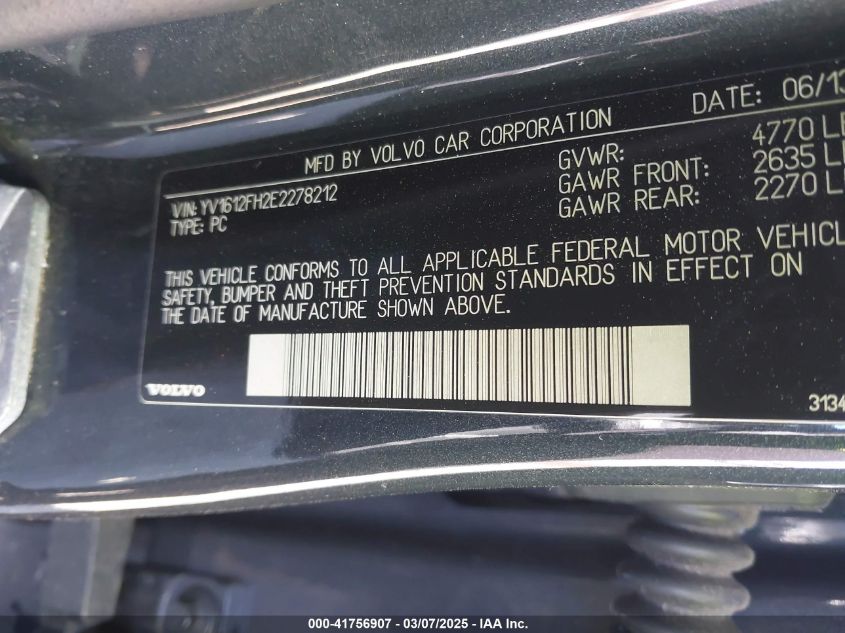 DATE: 06/13
MFD BY VOLVO CAR CORPORATION
GVWR: 4770 LB
GAWR FRONT: 2635 LB
GAWR REAR: 2270 LB
VIN: YV1612FH2E2278212
TYPE: PC
THIS VEHICLE CONFORMS TO ALL APPLICABLE FEDERAL MOTOR VEHICL
SAFETY, BUMPER AND THEFT PREVENTION STANDARDS IN EFFECT ON
THE DATE OF MANUFACTURE SHOWN ABOVE.
VOLVO
3134
000-41756907 - 03/07/2025 - IAA Inc.